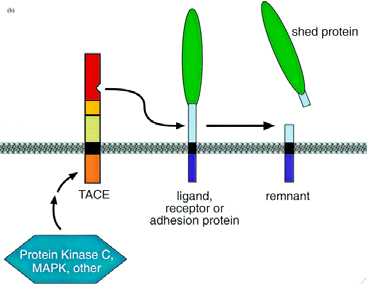 (b)
shed protein
TACE
ligand,
receptor or
adhesion protein
remnant
Protein Kinase C,
MAPK, other